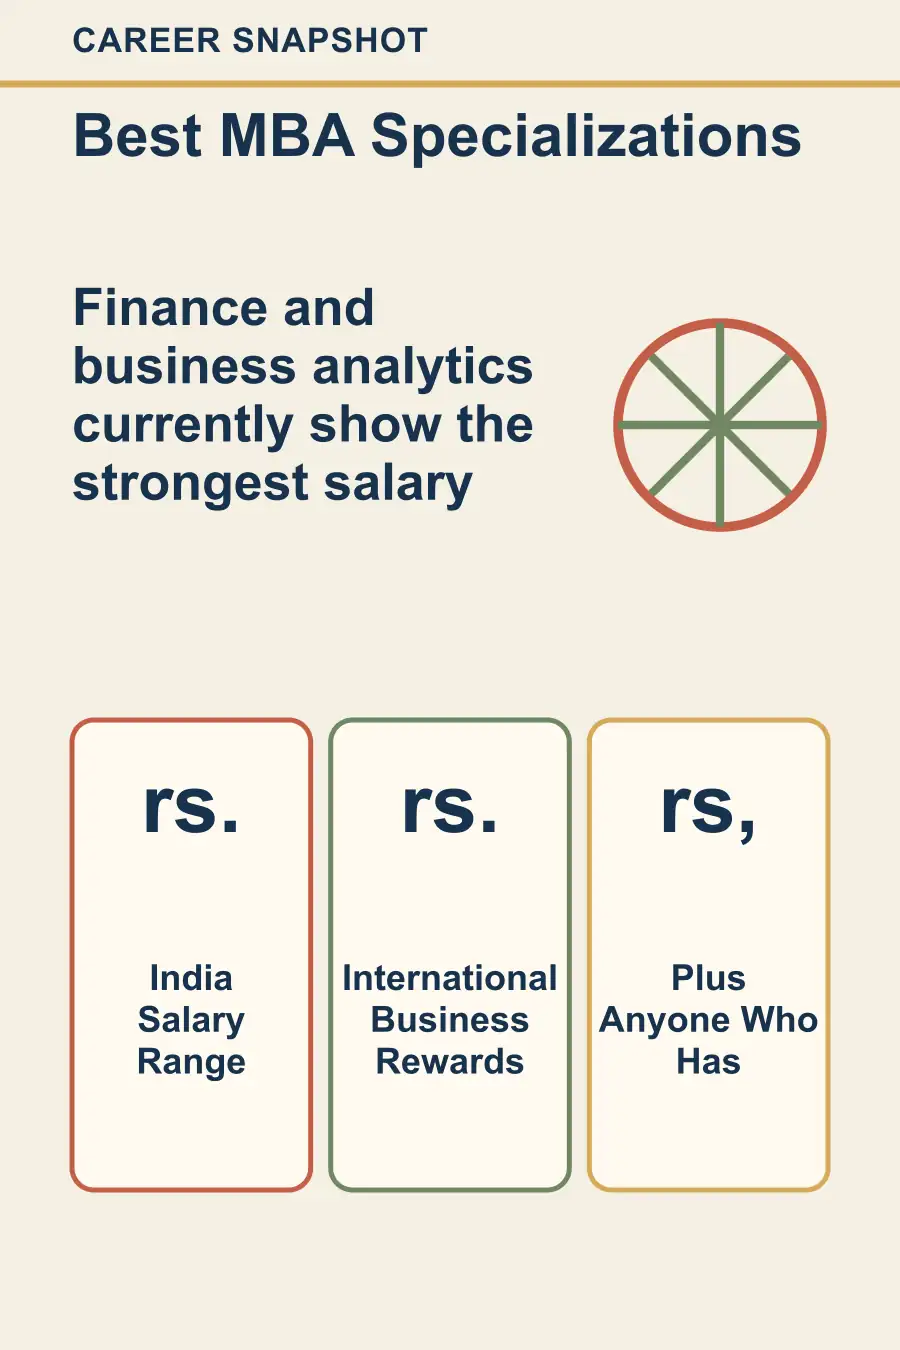 CAREER SNAPSHOT
Best MBA Specializations
Finance and
business analytics
currently show the
strongest salary
rs.
India
Salary
Range
rs.
International
Business
Rewards
rs,
Plus
Anyone Who
Has